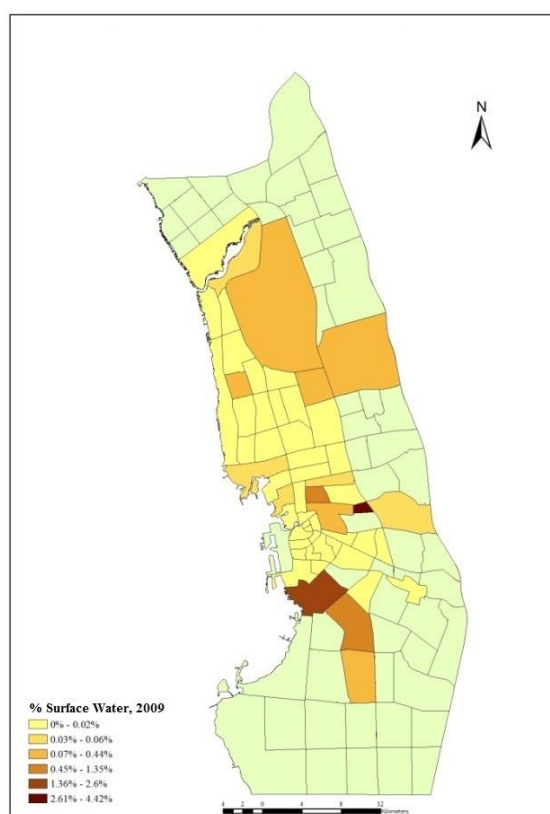 N
% Surface Water, 2009
0% - 0.02%
0.03% - 0.06%
0.07% - 0.44%
0.45% - 1.35%
1.36% - 2.6%
2.61% - 4.42%
4 2 0 4 8 12
Kilometers